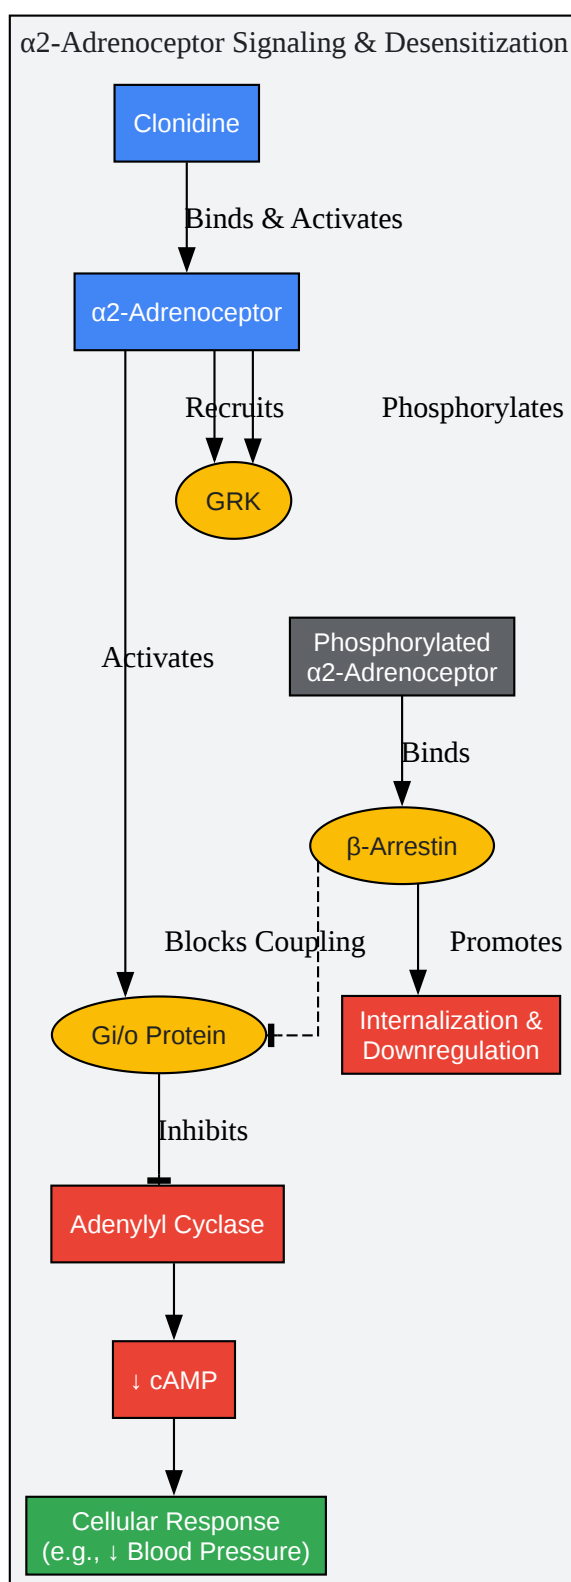 α2-Adrenoceptor Signaling & Desensitization
Clonidine
Binds & Activates
α2-Adrenoceptor
Recruits
Phosphorylates
GRK
Activates
Phosphorylated
α2-Adrenoceptor
Binds
β-Arrestin
Blocks Coupling
Promotes
Gi/o Protein
Internalization &
Downregulation
Inhibits
Adenylyl Cyclase
↓ cAMP
Cellular Response
(e.g., ↓ Blood Pressure)